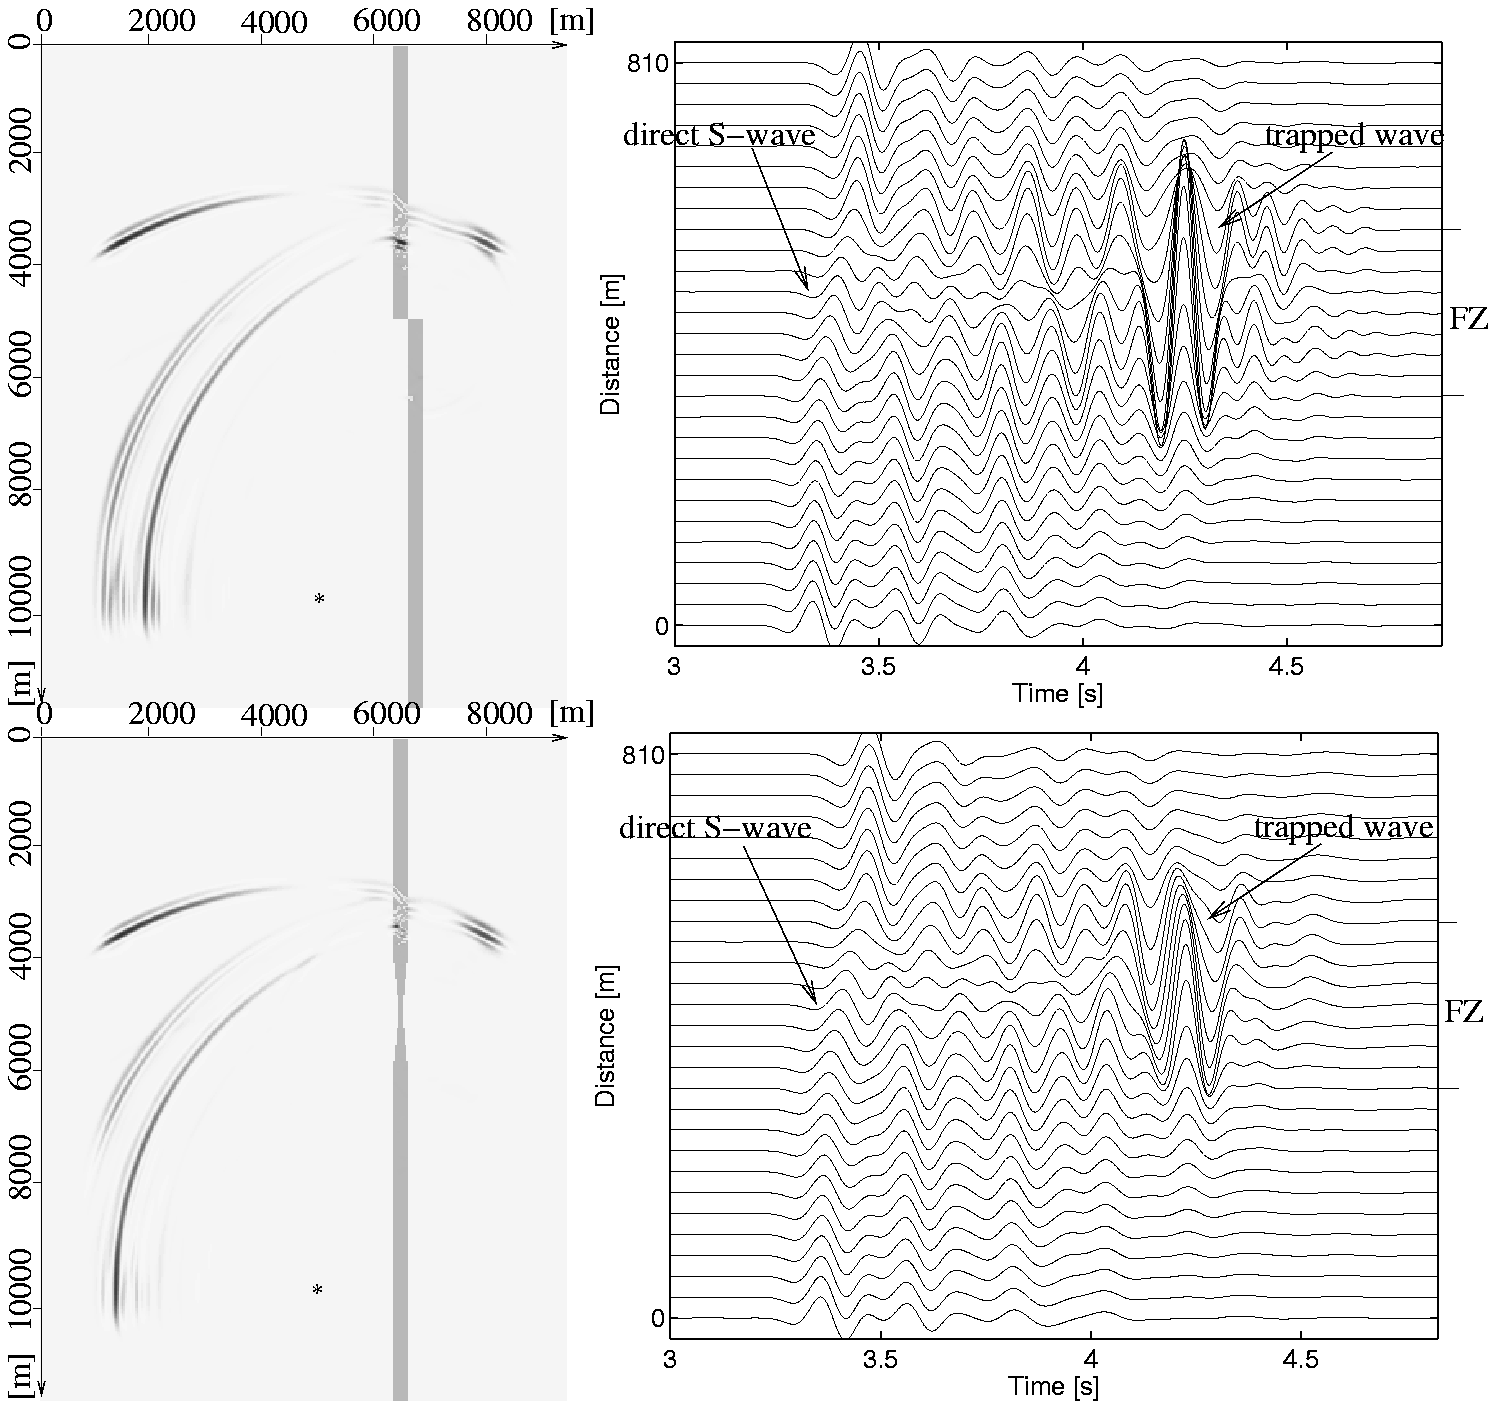 0 2000 4000 6000 8000 [m]
0
2000
4000
6000
8000
10000
[m]
*
810
direct S−wave
trapped wave
Distance [m]
FZ
0
3 3.5 4 4.5
Time [s]
0 2000 4000 6000 8000 [m]
0
2000
4000
6000
8000
10000
[m]
*
810
direct S−wave
trapped wave
Distance [m]
FZ
0
3 3.5 4 4.5
Time [s]